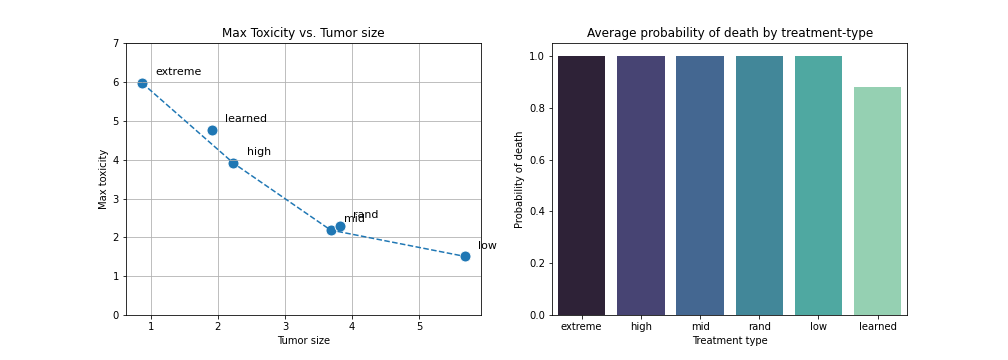 Max Toxicity vs. Tumor size
7
6
5
4
3
2
1
0
Max toxicity
extreme
learned
high
rand
mid
low
1
2
3
4
5
Tumor size
Average probability of death by treatment-type
1.0
0.8
0.6
0.4
0.2
0.0
Probability of death
extreme
high
mid
rand
low
learned
Treatment type